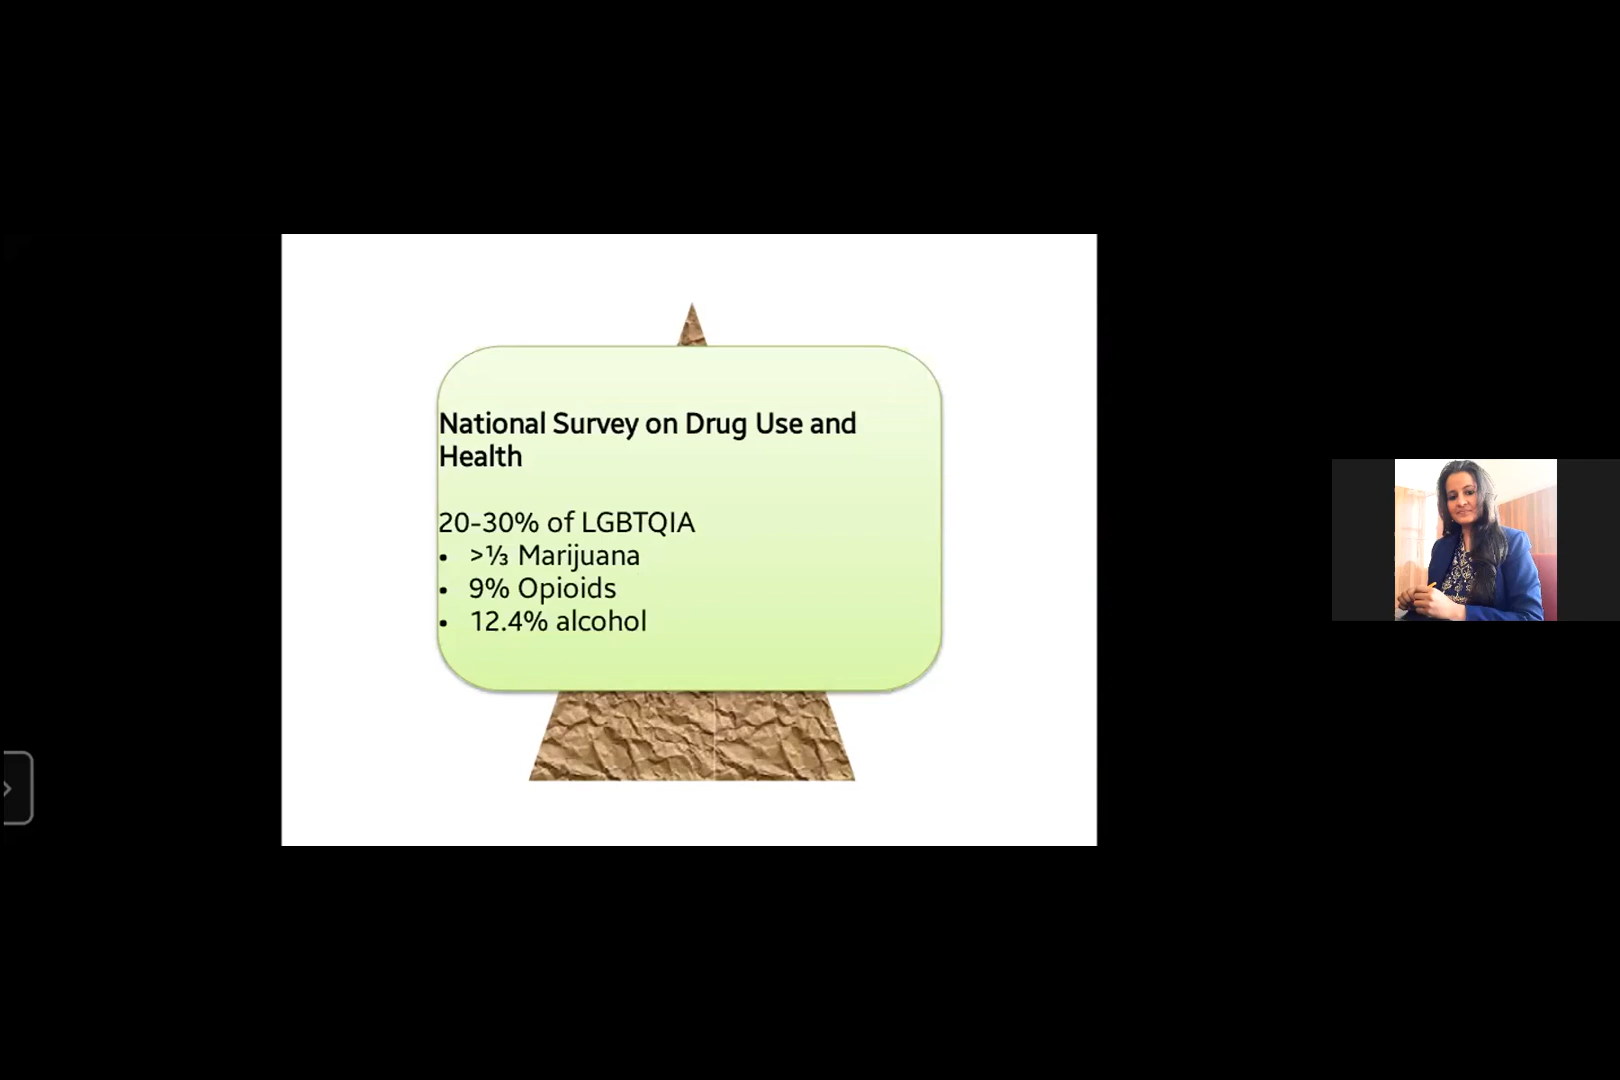 National Survey on Drug Use and
Health
20-30% of LGBTQIA
• >⅓ Marijuana
• 9% Opioids
• 12.4% alcohol